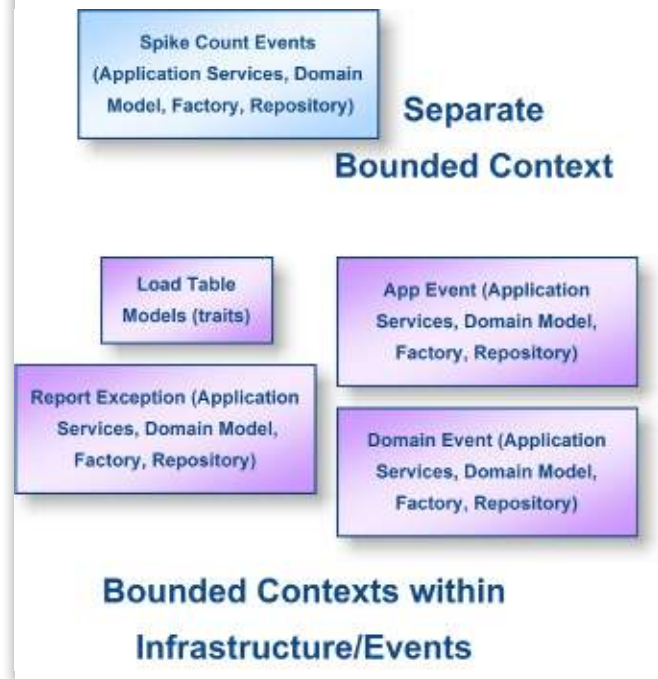 Spike Count Events
(Application Services, Domain
Model, Factory, Repository)
Separate
Bounded Context
Load Table
Models (traits)
App Event (Application
Services, Domain Model,
Factory, Repository)
Report Exception (Application
Services, Domain Model,
Factory, Repository)
Domain Event (Application
Services, Domain Model,
Factory, Repository)
Bounded Contexts within
Infrastructure/Events